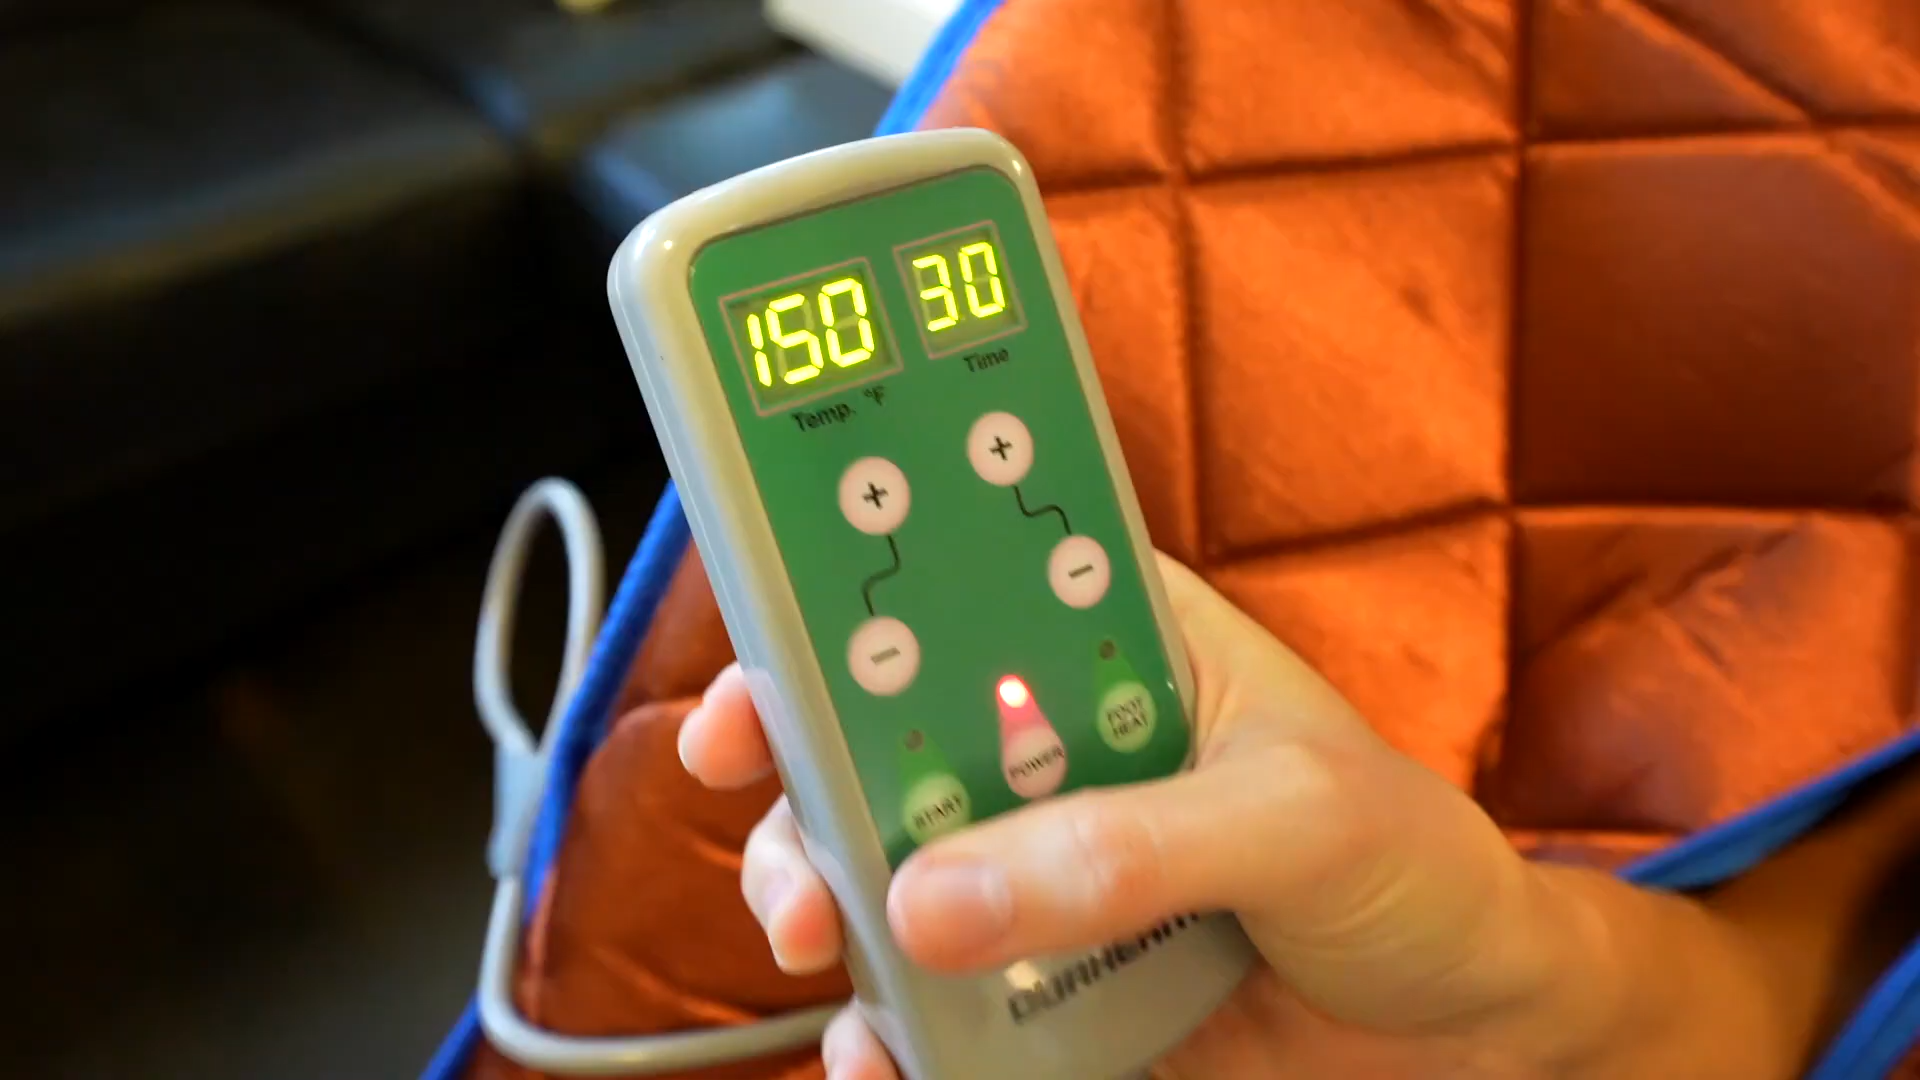 150
30
Temp. °F
Time
+
+
−
−
FOOT
HEAT
POWER
START